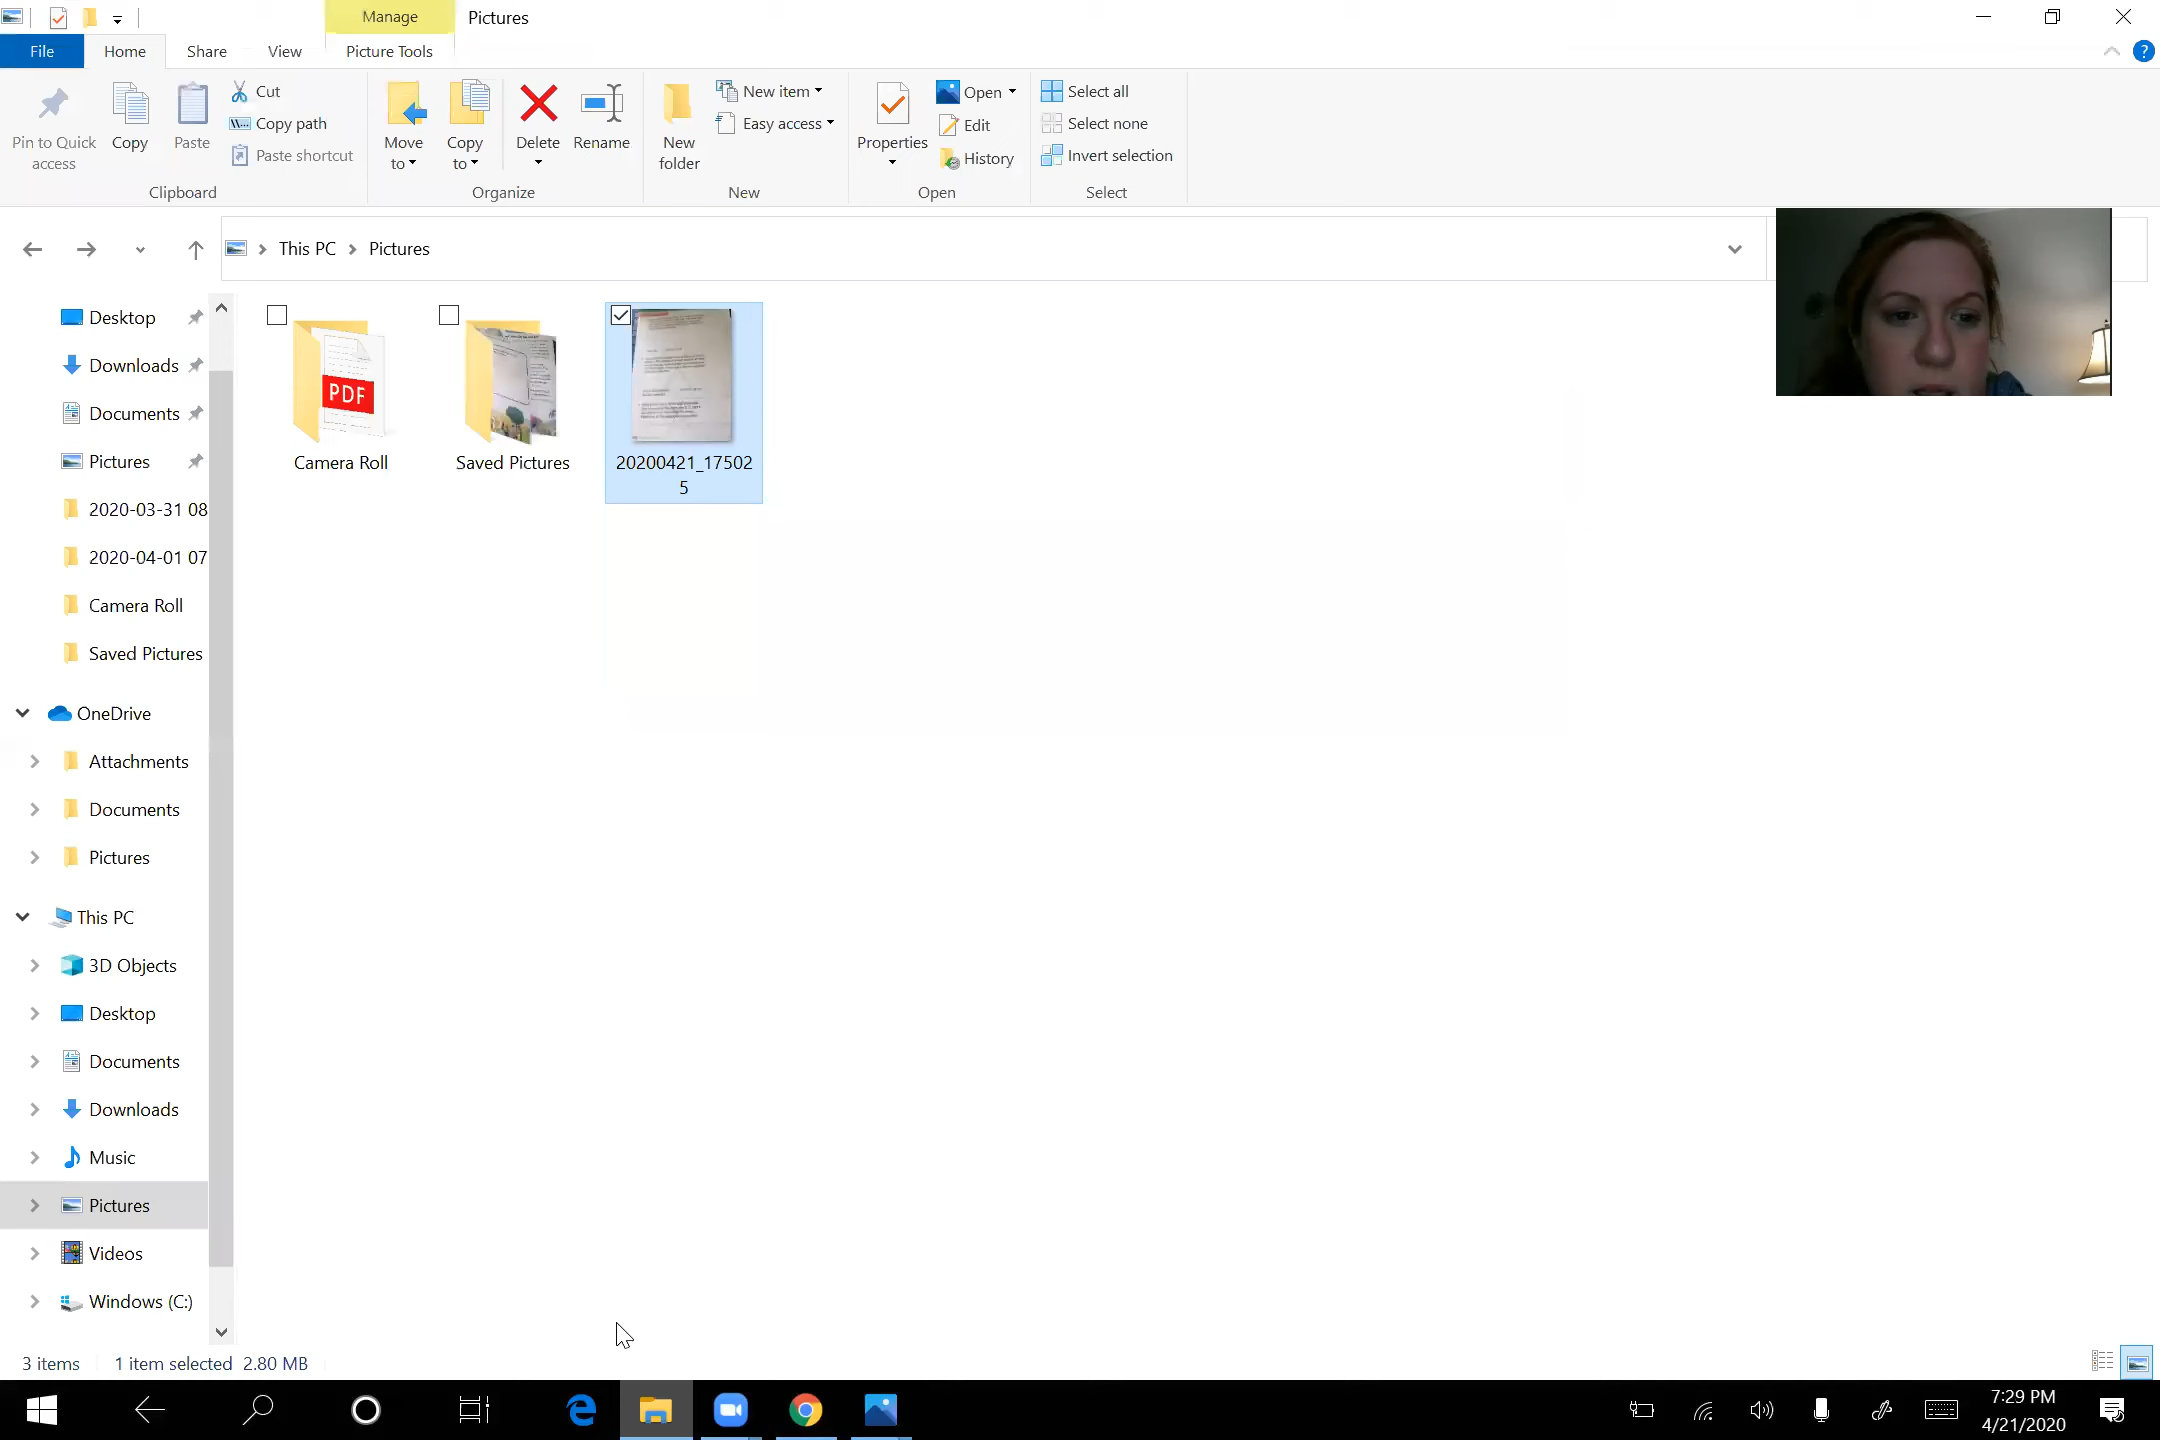 Manage
Pictures
File
Home
Share
View
Picture Tools
Pin to Quick
access
Copy
Paste
Cut
Copy path
Paste shortcut
Clipboard
Move
to
Copy
to
Delete
Rename
Organize
New
folder
New item
Easy access
New
Properties
Open
Edit
History
Open
Select all
Select none
Invert selection
Select
This PC
Pictures
Desktop
Downloads
Documents
Pictures
2020-03-31 08
2020-04-01 07
Camera Roll
Saved Pictures
OneDrive
Attachments
Documents
Pictures
This PC
3D Objects
Desktop
Documents
Downloads
Music
Pictures
Videos
Windows (C:)
PDF
Camera Roll
Saved Pictures
20200421_17502
5
3 items
1 item selected 2.80 MB
7:29 PM
4/21/2020